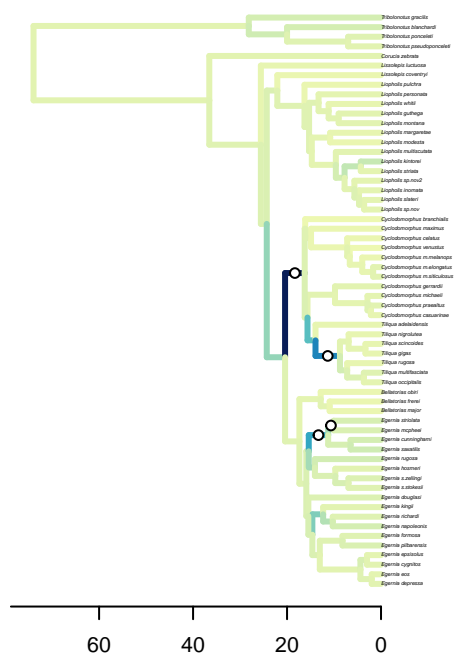 Tribolonotus gracilis
Tribolonotus blanchardi
Tribolonotus ponceleti
Tribolonotus pseudoponceleti
Corucia zebrata
Lissolepis luctuosa
Lissolepis coventryi
Liopholis pulchra
Liopholis personata
Liopholis whitii
Liopholis guthega
Liopholis montana
Liopholis margaretae
Liopholis modesta
Liopholis multiscutata
Liopholis kintorei
Liopholis striata
Liopholis sp.nov2
Liopholis inornata
Liopholis slateri
Liopholis sp.nov
Cyclodomorphus branchialis
Cyclodomorphus maximus
Cyclodomorphus celatus
Cyclodomorphus venustus
Cyclodomorphus m.melanops
Cyclodomorphus m.elongatus
Cyclodomorphus m.siticulosus
Cyclodomorphus gerrardii
Cyclodomorphus michaeli
Cyclodomorphus praealtus
Cyclodomorphus casuarinae
Tiliqua adelaidensis
Tiliqua nigrolutea
Tiliqua scincoides
Tiliqua gigas
Tiliqua rugosa
Tiliqua multifasciata
Tiliqua occipitalis
Bellatorias obiri
Bellatorias frerei
Bellatorias major
Egernia striolata
Egernia mcpheei
Egernia cunninghami
Egernia saxatilis
Egernia rugosa
Egernia hosmeri
Egernia s.zellingi
Egernia s.stokesii
Egernia douglasi
Egernia kingii
Egernia richardi
Egernia napoleonis
Egernia formosa
Egernia pilbarensis
Egernia epsisolus
Egernia cygnitos
Egernia eos
Egernia depressa
60 40 20 0